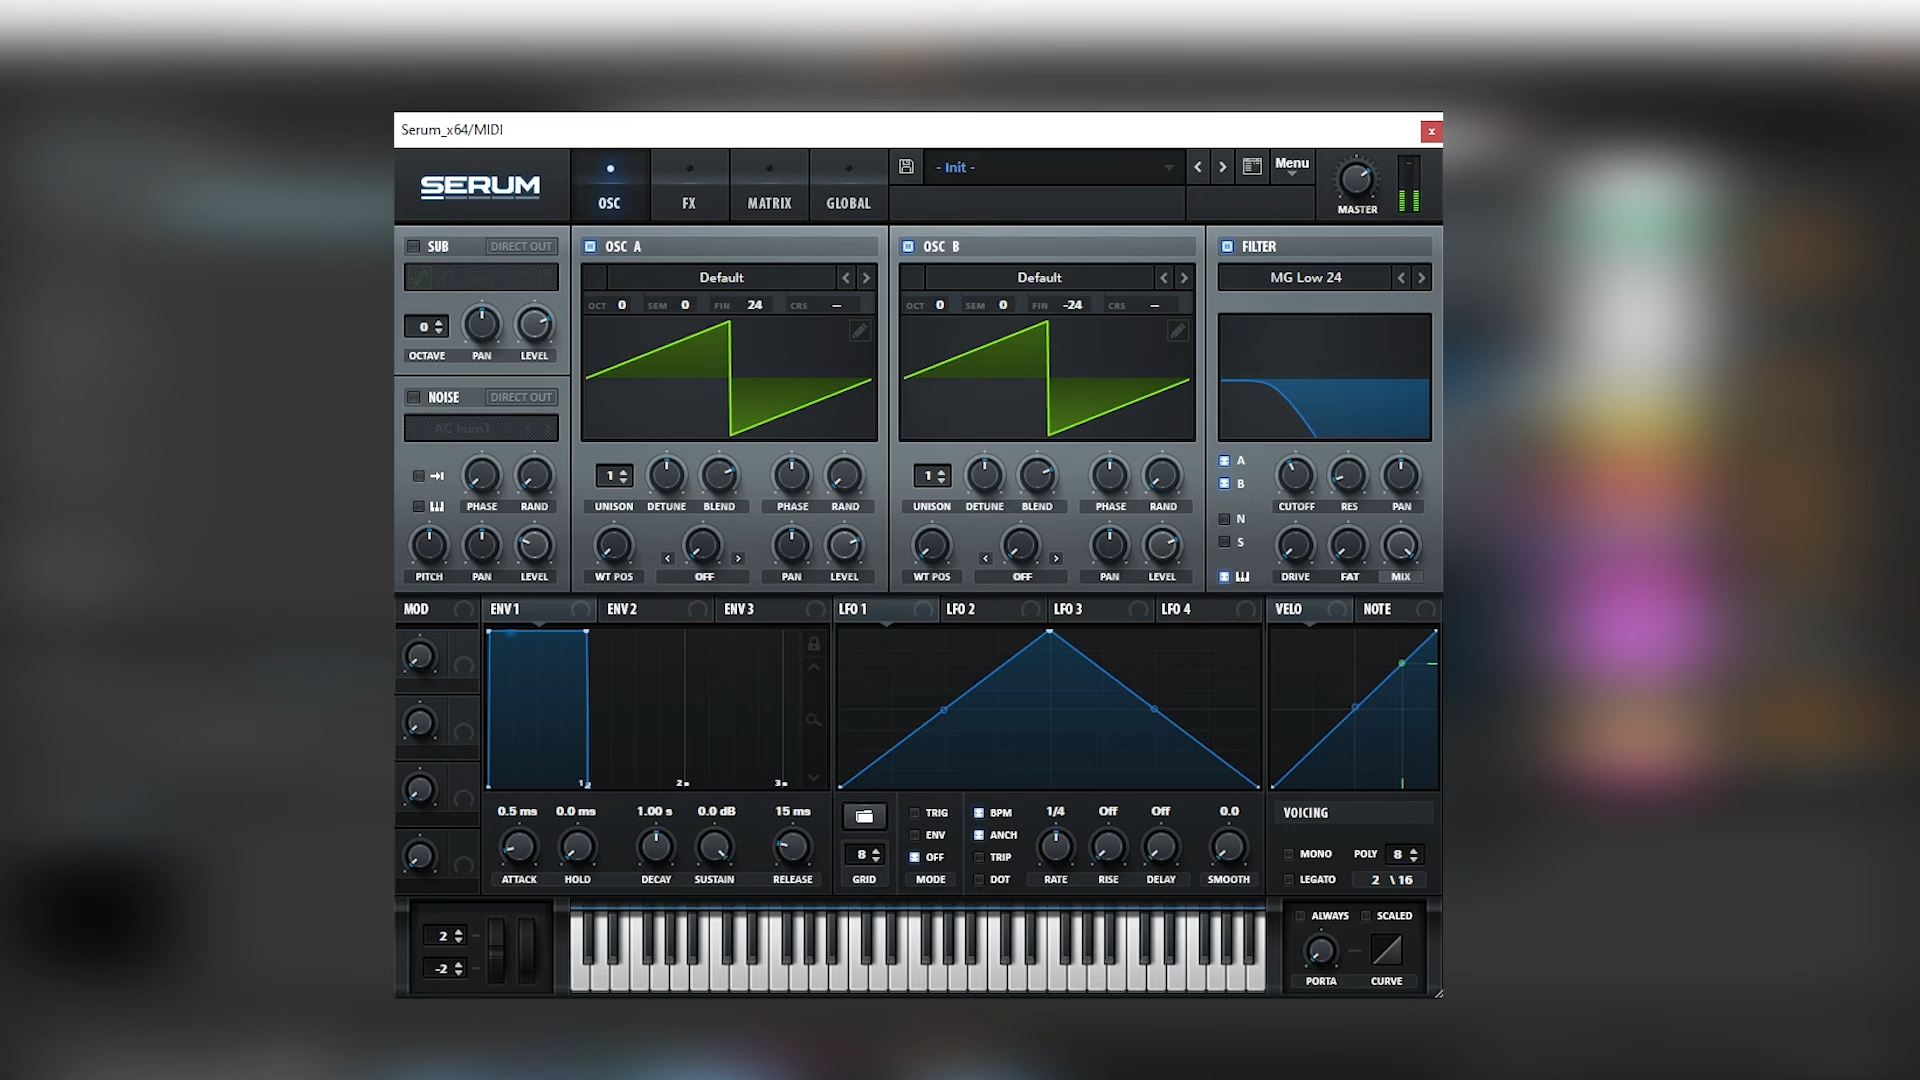 Serum_x64/MIDI
x
SERUM
OSC
FX
MATRIX
GLOBAL
- Init -
Menu
MASTER
SUB
DIRECT OUT
0
OCTAVE PAN LEVEL
NOISE
DIRECT OUT
AC hum1
PHASE RAND
PITCH PAN LEVEL
OSC A
Default
OCT 0 SEM 0 FIN 24 CRS --
1
UNISON DETUNE BLEND PHASE RAND
WT POS OFF PAN LEVEL
OSC B
Default
OCT 0 SEM 0 FIN -24 CRS --
1
UNISON DETUNE BLEND PHASE RAND
WT POS OFF PAN LEVEL
FILTER
MG Low 24
A
B
N
S
CUTOFF RES PAN
DRIVE FAT MIX
MOD ENV 1 ENV 2 ENV 3 LFO 1 LFO 2 LFO 3 LFO 4 VELO NOTE
0.5 ms 0.0 ms 1.00 s 0.0 dB 15 ms
ATTACK HOLD DECAY SUSTAIN RELEASE
8
GRID
TRIG
ENV
OFF
MODE
BPM
ANCH
TRIP
DOT
1/4 Off Off 0.0
RATE RISE DELAY SMOOTH
VOICING
MONO POLY 8
LEGATO 2 \ 16
2
-2
ALWAYS SCALED
PORTA CURVE